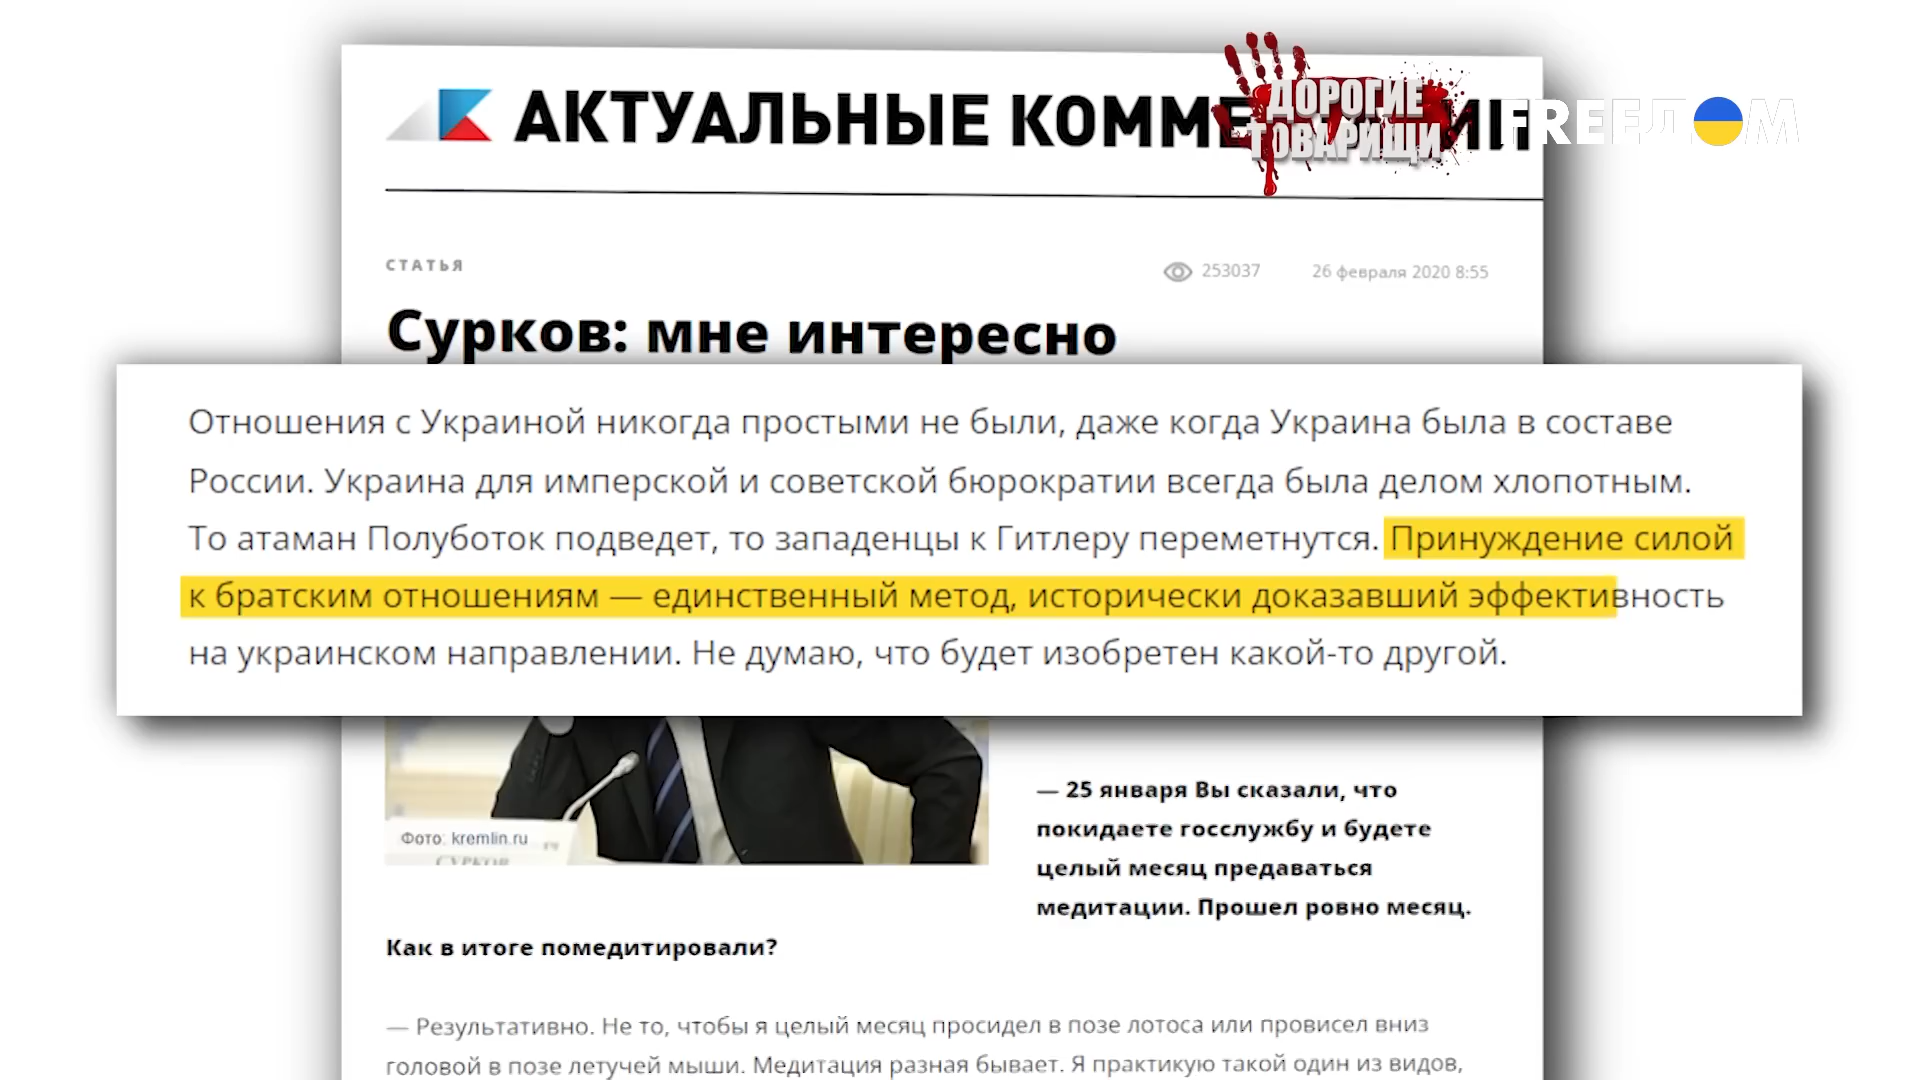 АКТУАЛЬНЫЕ КОММЕ
ДОРОГИЕ
ТОВАРИЩИ
FREEДОМ
СТАТЬЯ
253037
26 февраля 2020 8:55
Сурков: мне интересно
Отношения с Украиной никогда простыми не были, даже когда Украина была в составе
России. Украина для имперской и советской бюрократии всегда была делом хлопотным.
То атаман Полуботок подведет, то западенцы к Гитлеру переметнутся. Принуждение силой
к братским отношениям — единственный метод, исторически доказавший эффективность
на украинском направлении. Не думаю, что будет изобретен какой-то другой.
Фото: kremlin.ru
СУРКОВ
— 25 января Вы сказали, что
покидаете госслужбу и будете
целый месяц предаваться
медитации. Прошел ровно месяц.
Как в итоге помедитировали?
— Результативно. Не то, чтобы я целый месяц просидел в позе лотоса или провисел вниз
головой в позе летучей мыши. Медитация разная бывает. Я практикую такой один из видов,